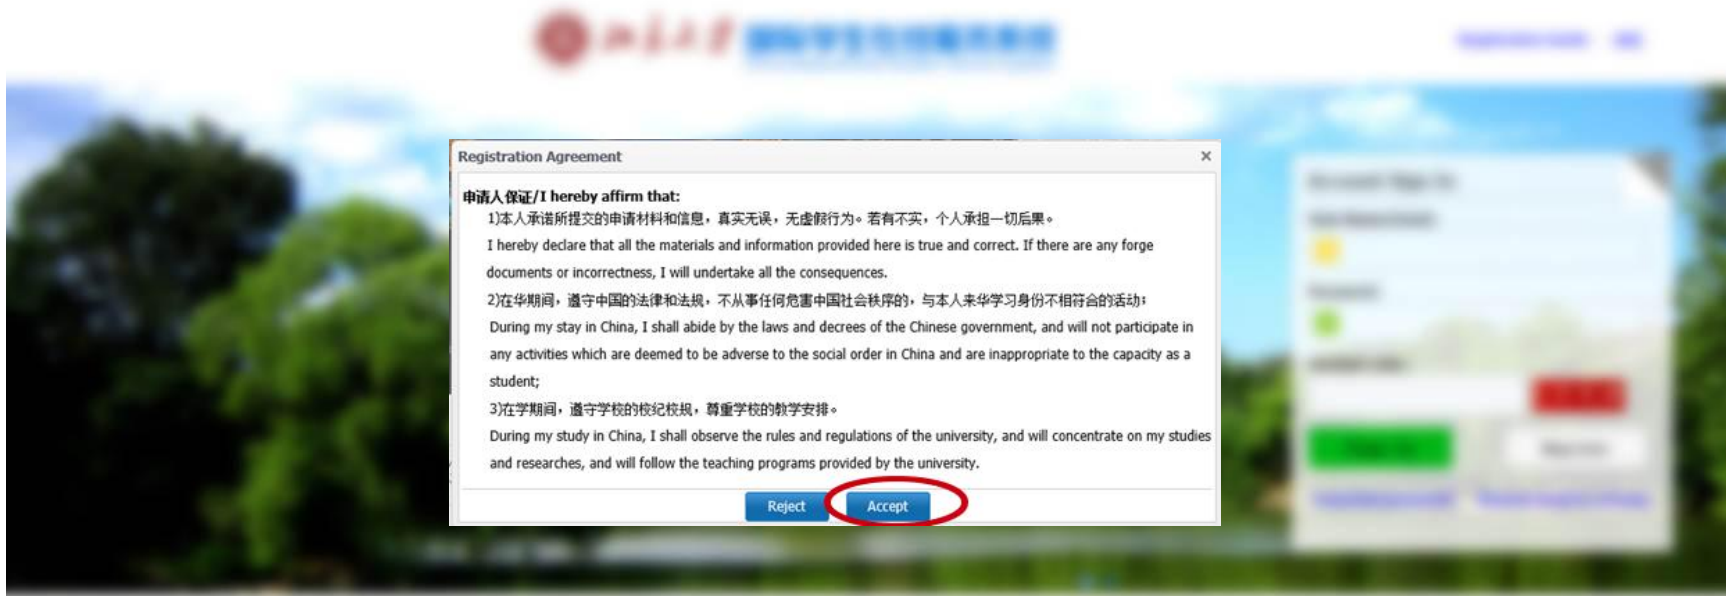 Registration Agreement
申请人保证/I hereby affirm that:
1)本人承诺所提交的申请材料和信息，真实无误，无虚假行为。若有不实，个人承担一切后果。
I hereby declare that all the materials and information provided here is true and correct. If there are any forge
documents or incorrectness, I will undertake all the consequences.
2)在华期间，遵守中国的法律和法规，不从事任何危害中国社会秩序的，与本人来华学习身份不相符合的活动；
During my stay in China, I shall abide by the laws and decrees of the Chinese government, and will not participate in
any activities which are deemed to be adverse to the social order in China and are inappropriate to the capacity as a
student;
3)在学期间，遵守学校的校纪校规，尊重学校的教学安排。
During my study in China, I shall observe the rules and regulations of the university, and will concentrate on my studies
and researches, and will follow the teaching programs provided by the university.
Reject Accept